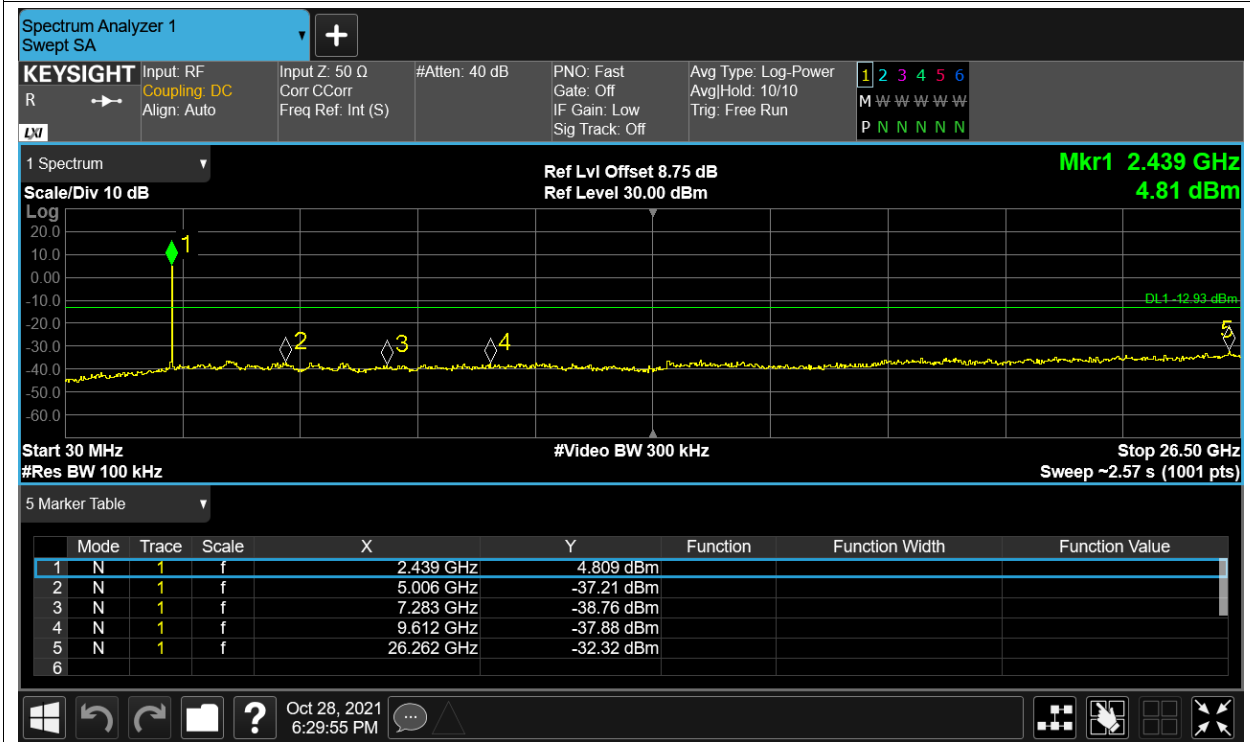 Spectrum Analyzer 1
Swept SA
+
KEYSIGHT Input: RF Input Z: 50 Ω #Atten: 40 dB PNO: Fast Avg Type: Log-Power 1 2 3 4 5 6
R Coupling: DC Corr CCorr Gate: Off Avg|Hold: 10/10 M W W W W W
Align: Auto Freq Ref: Int (S) IF Gain: Low Trig: Free Run
LXI Sig Track: Off P N N N N N
1 Spectrum Ref Lvl Offset 8.75 dB Mkr1 2.439 GHz
Scale/Div 10 dB Ref Level 30.00 dBm 4.81 dBm
Log
20.0
1
10.0
0.00
-10.0 DL1 -12.93 dBm
-20.0
2 3 4 5
-30.0
-40.0
-50.0
-60.0
Start 30 MHz #Video BW 300 kHz Stop 26.50 GHz
#Res BW 100 kHz Sweep ~2.57 s (1001 pts)
5 Marker Table
Mode Trace Scale X Y Function Function Width Function Value
1 N 1 f 2.439 GHz 4.809 dBm
2 N 1 f 5.006 GHz -37.21 dBm
3 N 1 f 7.283 GHz -38.76 dBm
4 N 1 f 9.612 GHz -37.88 dBm
5 N 1 f 26.262 GHz -32.32 dBm
6
? Oct 28, 2021
6:29:55 PM